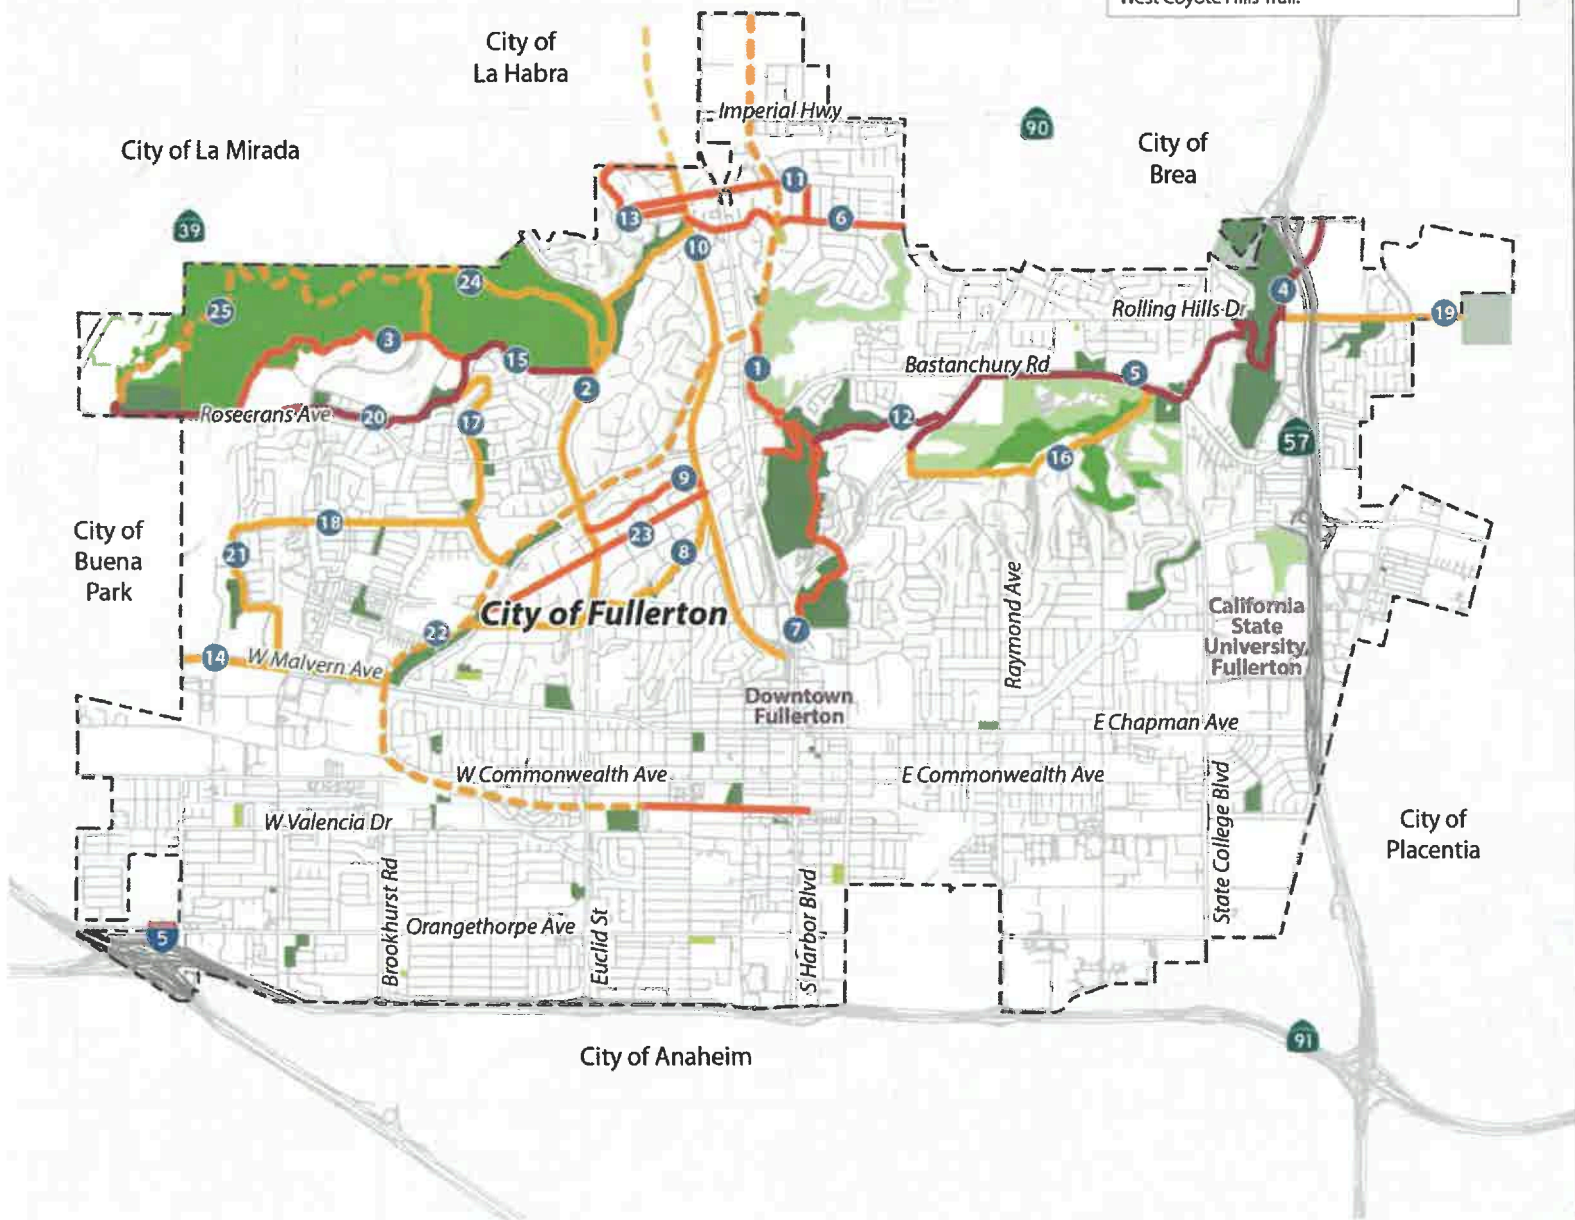 West Coyote Hills Trail.
City of
La Habra
Imperial Hwy
90
City of La Mirada
City of
Brea
11
13
6
39
10
24
4
25
Rolling Hills Dr
19
3
15
1
Bastanchury Rd
5
2
Rosecrans Ave
20
17
12
57
16
9
18
23
City of
Buena
Park
21
8
Raymond Ave
City of Fullerton
California
State
University,
Fullerton
22
7
14
W Malvern Ave
Downtown
Fullerton
E Chapman Ave
W Commonwealth Ave
E Commonwealth Ave
W Valencia Dr
State College Blvd
City of
Placentia
Brookhurst Rd
Orangethorpe Ave
Euclid St
S Harbor Blvd
5
City of Anaheim
91